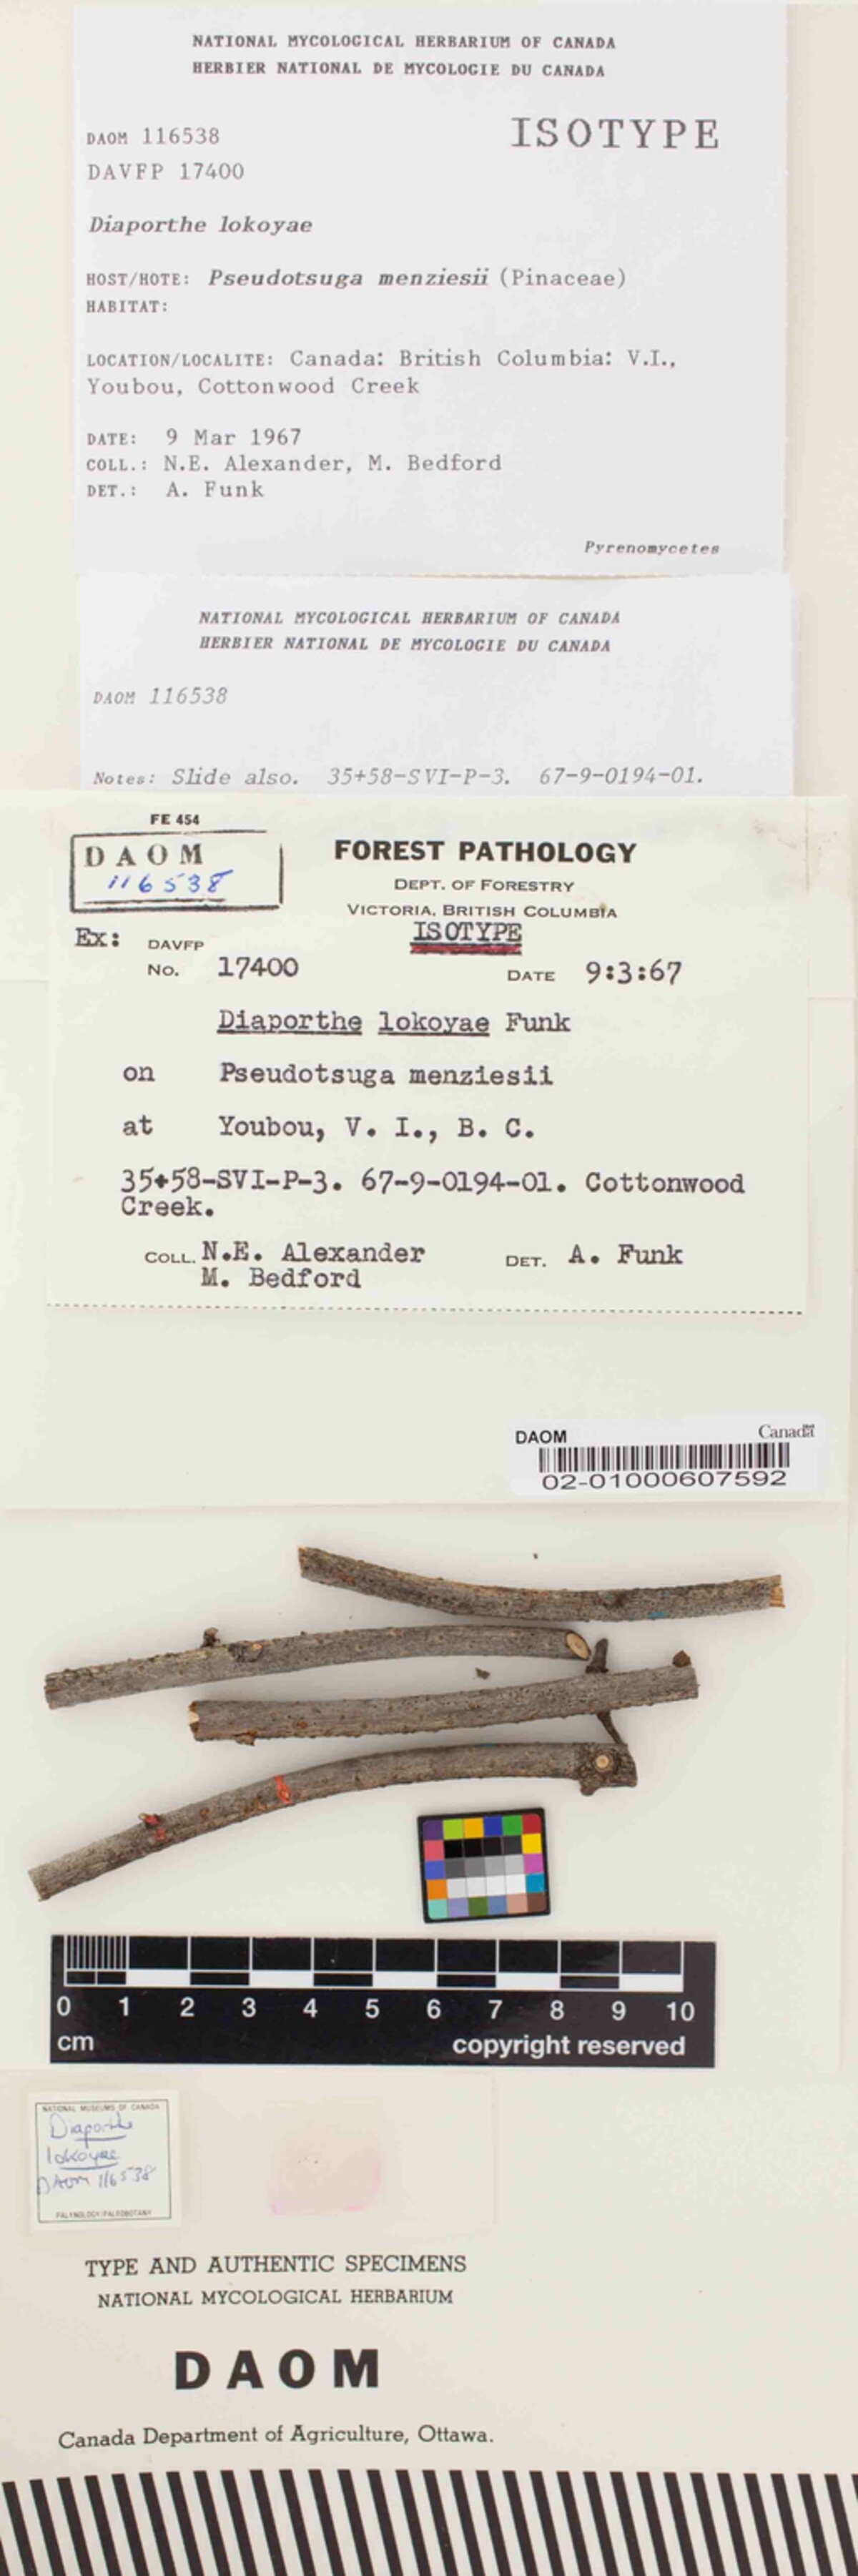 NATIONAL MYCOLOGICAL HERBARIUM OF CANADA
HERBIER NATIONAL DE MYCOLOGIE DU CANADA
DAOM 116538
ISOTYPE
DAVFP 17400
Diaporthe lokoyae
HOST/HOTE: Pseudotsuga menziesii (Pinaceae)
HABITAT:
LOCATION/LOCALITE: Canada: British Columbia: V.I.,
Youbou, Cottonwood Creek
DATE: 9 Mar 1967
COLL.: N.E. Alexander, M. Bedford
DET.: A. Funk
Pyrenomycetes
NATIONAL MYCOLOGICAL HERBARIUM OF CANADA
HERBIER NATIONAL DE MYCOLOGIE DU CANADA
DAOM 116538
Notes: Slide also. 35+58-SVI-P-3. 67-9-0194-01.
FE 454
DAOM
116538
FOREST PATHOLOGY
DEPT. OF FORESTRY
VICTORIA, BRITISH COLUMBIA
ISOTYPE
Ex: DAVFP
No. 17400
DATE 9:3:67
Diaporthe lokoyae Funk
on Pseudotsuga menziesii
at Youbou, V. I., B. C.
35+58-SVI-P-3. 67-9-0194-01. Cottonwood
Creek.
COLL. N.E. Alexander
M. Bedford
DET. A. Funk
DAOM
Canada
02-01000607592
0 1 2 3 4 5 6 7 8 9 10
cm
copyright reserved
NATIONAL MUSEUMS OF CANADA
Diaporthe
lokoyae
DAOM 116538
PALYNOLOGY/PALEOBOTANY
TYPE AND AUTHENTIC SPECIMENS
NATIONAL MYCOLOGICAL HERBARIUM
DAOM
Canada Department of Agriculture, Ottawa.